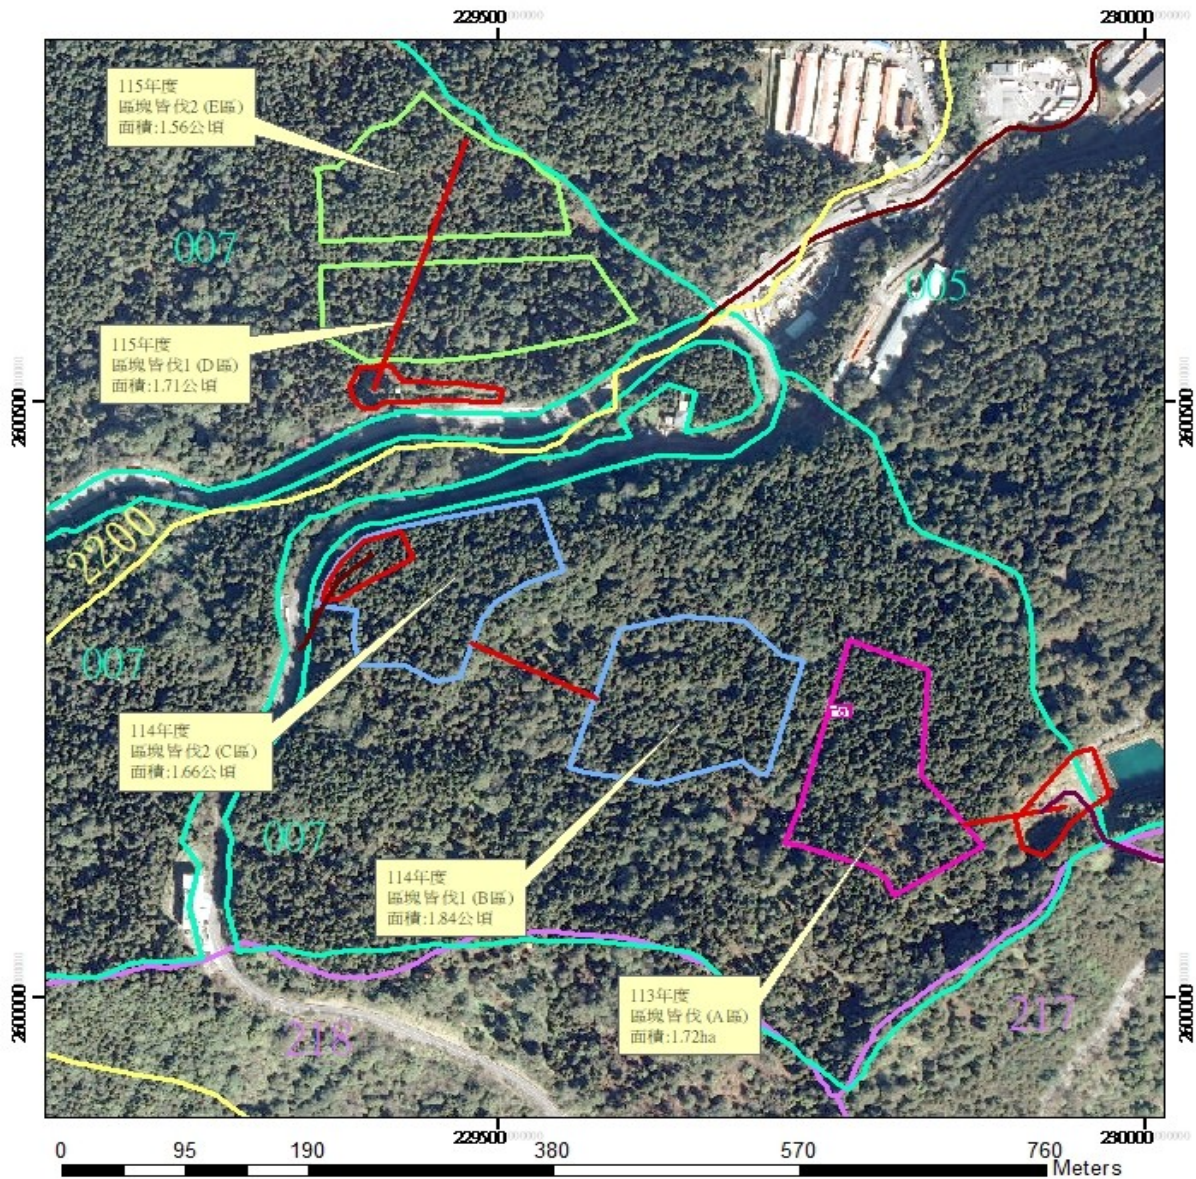 229500
230000
115年度
區塊皆伐2 (E區)
面積:1.56公頃
007
005
115年度
區塊皆伐1 (D區)
面積:1.71公頃
2600500
2600500
2200
007
114年度
區塊皆伐2 (C區)
面積:1.66公頃
007
114年度
區塊皆伐1 (B區)
面積:1.84公頃
113年度
區塊皆伐 (A區)
面積:1.72ha
2600000
2600000
218
217
229500
230000
0 95 190 380 570 760
Meters